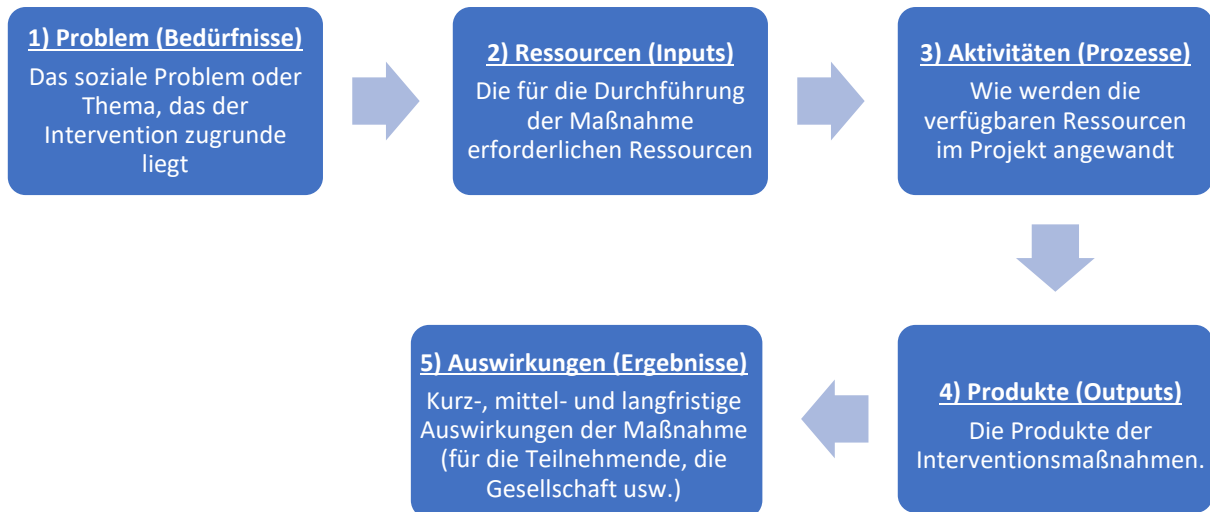 1) Problem (Bedürfnisse)
Das soziale Problem oder
Thema, das der
Intervention zugrunde
liegt
2) Ressourcen (Inputs)
Die für die Durchführung
der Maßnahme
erforderlichen Ressourcen
3) Aktivitäten (Prozesse)
Wie werden die
verfügbaren Ressourcen
im Projekt angewandt
4) Produkte (Outputs)
Die Produkte der
Interventionsmaßnahmen.
5) Auswirkungen (Ergebnisse)
Kurz-, mittel- und langfristige
Auswirkungen der Maßnahme
(für die Teilnehmende, die
Gesellschaft usw.)